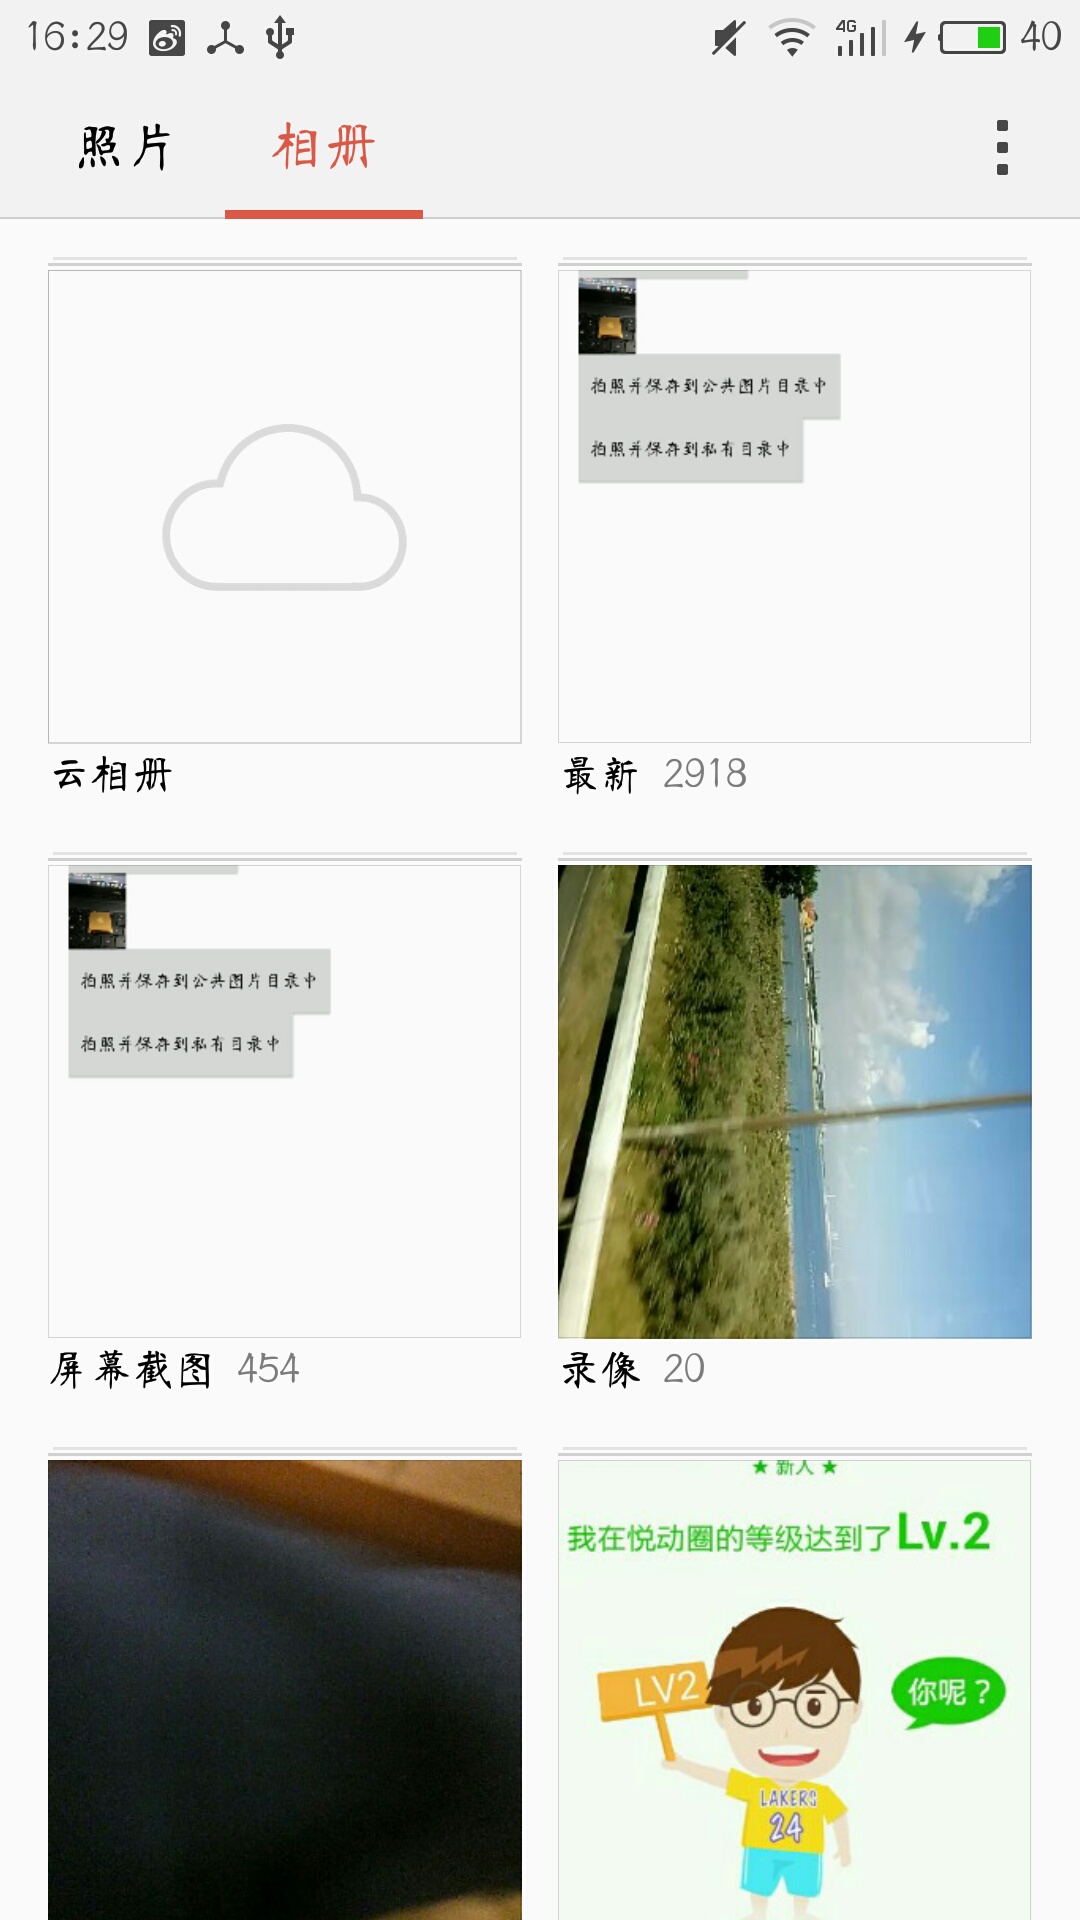 16:29
4G
40
照片 相册
拍照并保存到公共图片目录中
拍照并保存到私有目录中
云相册
最新 2918
拍照并保存到公共图片目录中
拍照并保存到私有目录中
屏幕截图 454
录像 20
★ 新人 ★
我在悦动圈的等级达到了Lv.2
LV2
你呢？
LAKERS
24